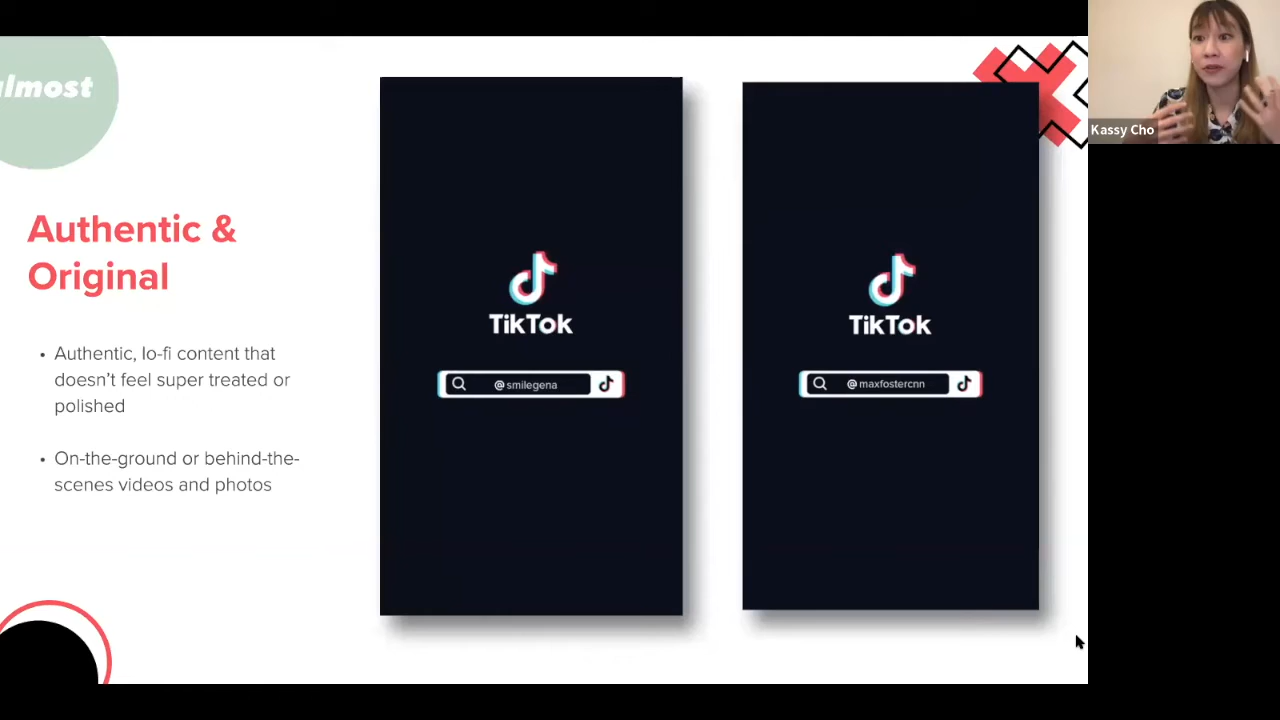 almost
Authentic &
Original
• Authentic, lo-fi content that
doesn't feel super treated or
polished
• On-the-ground or behind-the-
scenes videos and photos
TikTok
@smilegena
TikTok
@maxfostercnn
Kassy Cho